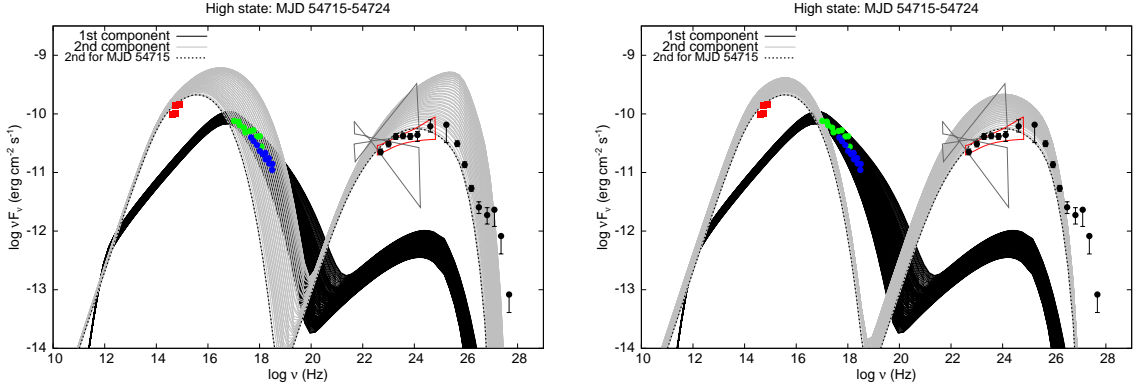 High state: MJD 54715-54724
1st component
2nd component
2nd for MJD 54715
log νFν (erg cm-2 s-1)
-9
-10
-11
-12
-13
-14
10 12 14 16 18 20 22 24 26 28
log ν (Hz)
High state: MJD 54715-54724
1st component
2nd component
2nd for MJD 54715
log νFν (erg cm-2 s-1)
-9
-10
-11
-12
-13
-14
10 12 14 16 18 20 22 24 26 28
log ν (Hz)